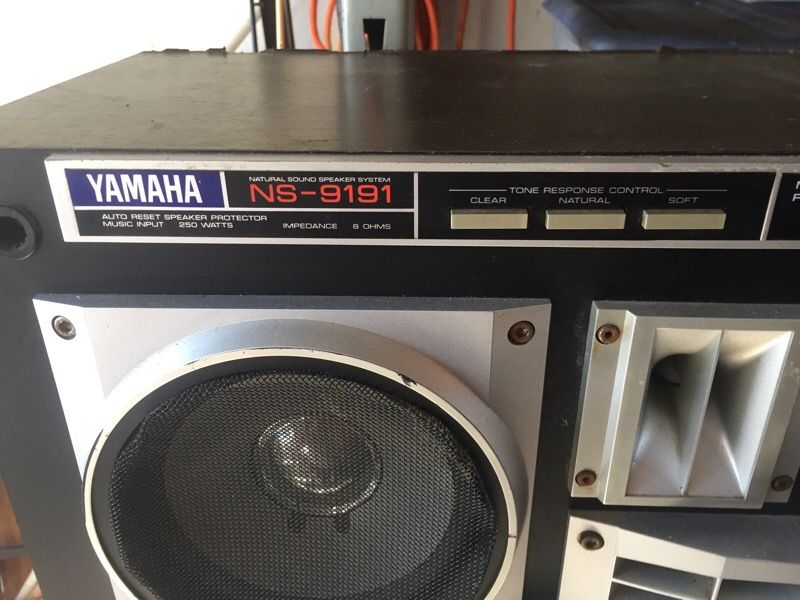 YAMAHA
NATURAL SOUND SPEAKER SYSTEM
NS-9191
AUTO RESET SPEAKER PROTECTOR
MUSIC INPUT 250 WATTS IMPEDANCE 8 OHMS
TONE RESPONSE CONTROL
CLEAR NATURAL SOFT